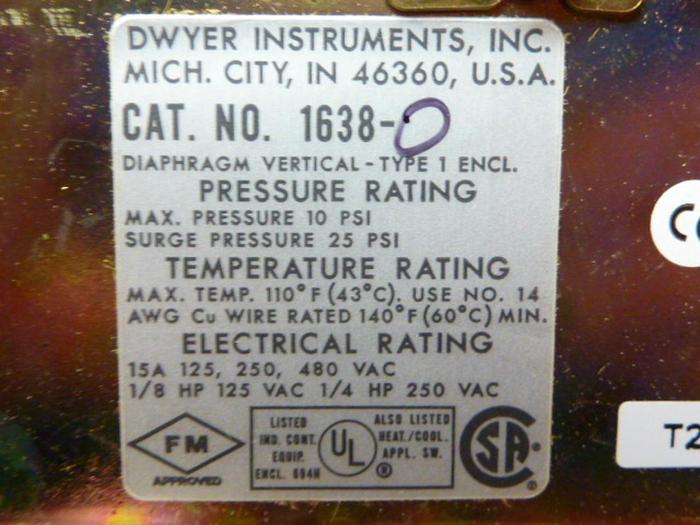 DWYER INSTRUMENTS, INC.
MICH. CITY, IN 46360, U.S.A.
CAT. NO. 1638-0
DIAPHRAGM VERTICAL - TYPE 1 ENCL.
PRESSURE RATING
MAX. PRESSURE 10 PSI
SURGE PRESSURE 25 PSI
TEMPERATURE RATING
MAX. TEMP. 110°F (43°C). USE NO. 14
AWG Cu WIRE RATED 140°F (60°C) MIN.
ELECTRICAL RATING
15A 125, 250, 480 VAC
1/8 HP 125 VAC 1/4 HP 250 VAC
FM
APPROVED
LISTED
IND. CONT.
EQUIP.
ENCL. 694H
UL
®
ALSO LISTED
HEAT./COOL.
APPL. SW.
SA
®
T2